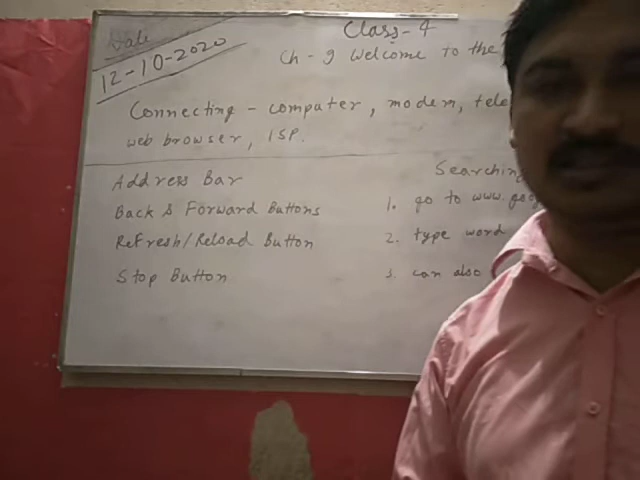 Date
12-10-2020
Class-4
Ch-9 Welcome to the
Connecting - computer, modem, tele
web browser, ISP.
Address Bar
Back & Forward Buttons
Refresh/Reload Button
Stop Button
Searching
1. go to www.goog
2. type word
3. can also